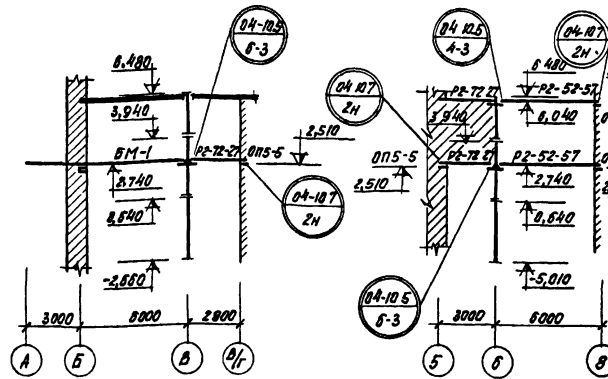 04-10.5
6-3
6,480
3,940
БМ-1
Р2-72-27
ОП5-5
2,510
2,740
0,640
04-10 7
2н
-2,660
3000
6000
2800
А
Б
В
В/г
04 10.5
4-3
04 10 7
2н
04 10 7
2н
6 480
Р2-72 27
Р2-52-57
3,940
6,040
ОП 5-5
Р2-72 27
Р2-52-57
2,510
2,740
0,640
04-10 5
6-3
-5,010
3000
6000
5
6
8